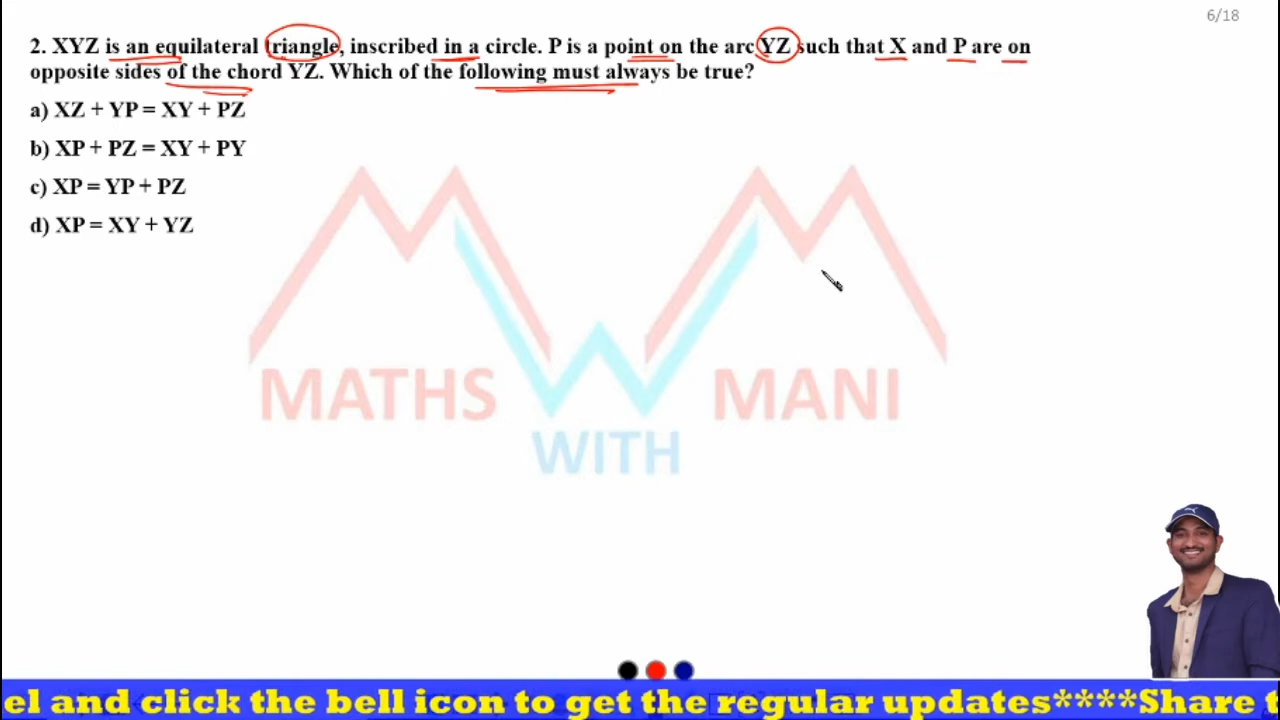 6/18
2. XYZ is an equilateral triangle, inscribed in a circle. P is a point on the arc YZ such that X and P are on
opposite sides of the chord YZ. Which of the following must always be true?
a) XZ + YP = XY + PZ
b) XP + PZ = XY + PY
c) XP = YP + PZ
d) XP = XY + YZ
MATHS MANI
WITH
el and click the bell icon to get the regular updates****Share t